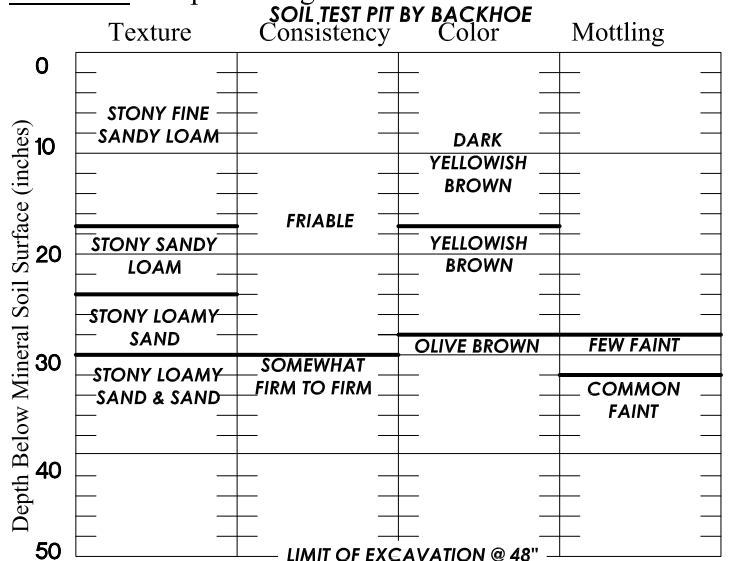 SOIL TEST PIT BY BACKHOE
Texture Consistency Color Mottling
Depth Below Mineral Soil Surface (inches)
0
10
20
30
40
50
STONY FINE
SANDY LOAM
STONY SANDY
LOAM
STONY LOAMY
SAND
STONY LOAMY
SAND & SAND
FRIABLE
SOMEWHAT
FIRM TO FIRM
DARK
YELLOWISH
BROWN
YELLOWISH
BROWN
OLIVE BROWN
FEW FAINT
COMMON
FAINT
LIMIT OF EXCAVATION @ 48"